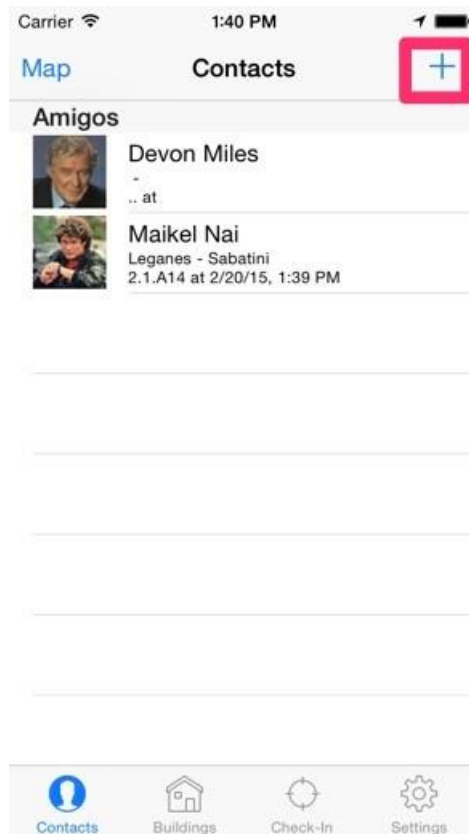 Carrier 1:40 PM
Map Contacts +
Amigos
Devon Miles
-
.. at
Maikel Nai
Leganes - Sabatini
2.1.A14 at 2/20/15, 1:39 PM
Contacts Buildings Check-In Settings